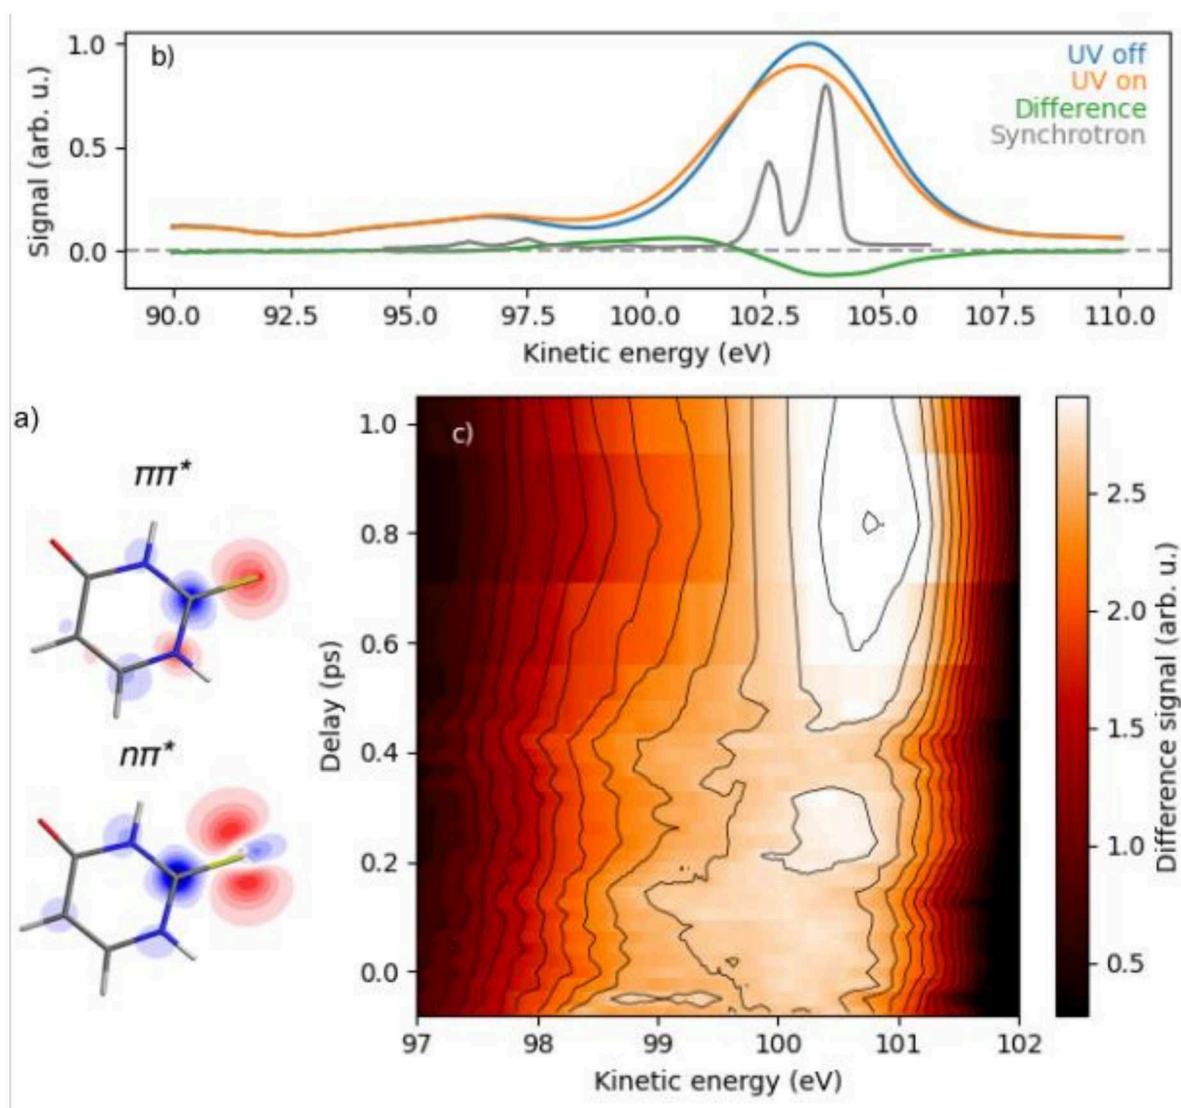 b)
UV off
UV on
Difference
Synchrotron
Signal (arb. u.)
1.0
0.5
0.0
90.0 92.5 95.0 97.5 100.0 102.5 105.0 107.5 110.0
Kinetic energy (eV)
a)
ππ*
nπ*
c)
Delay (ps)
1.0
0.8
0.6
0.4
0.2
0.0
97 98 99 100 101 102
Kinetic energy (eV)
2.5
2.0
1.5
1.0
0.5
Difference signal (arb. u.)